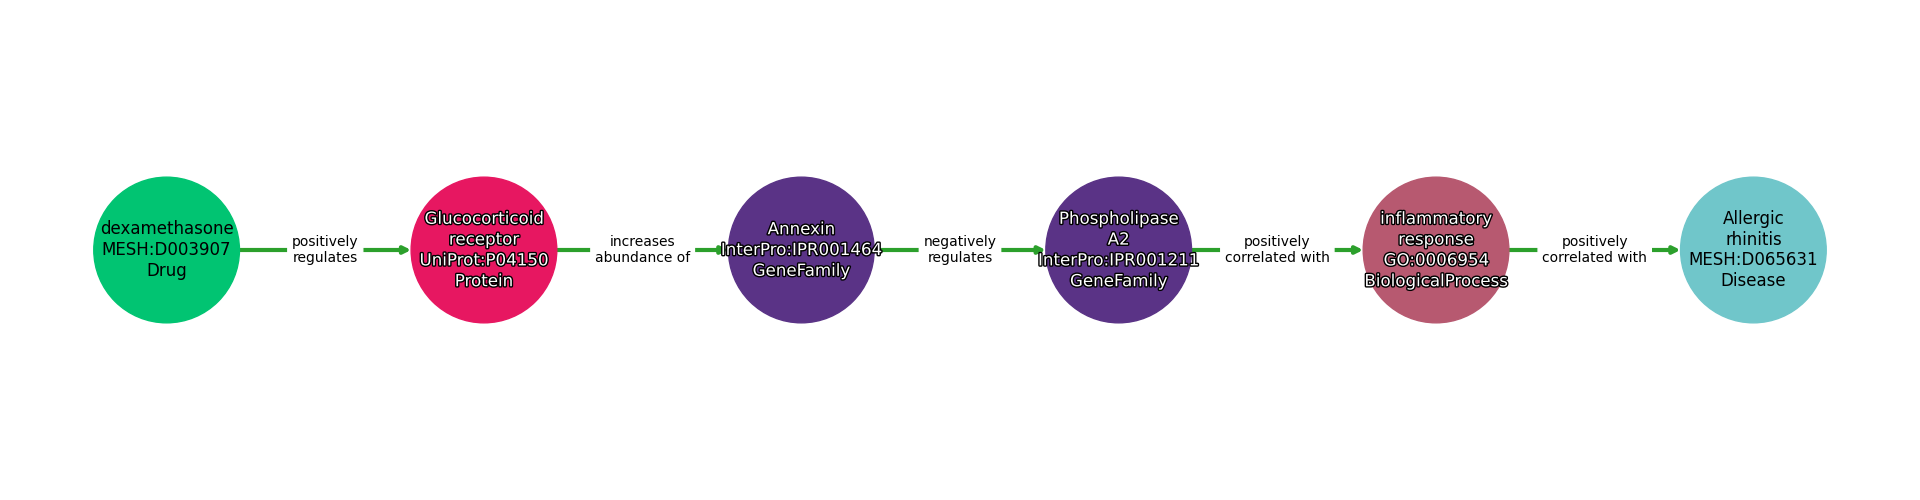 dexamethasone
MESH:D003907
Drug
positively
regulates
Glucocorticoid
receptor
UniProt:P04150
Protein
increases
abundance of
Annexin
InterPro:IPR001464
GeneFamily
negatively
regulates
Phospholipase
A2
InterPro:IPR001211
GeneFamily
positively
correlated with
inflammatory
response
GO:0006954
BiologicalProcess
positively
correlated with
Allergic
rhinitis
MESH:D065631
Disease